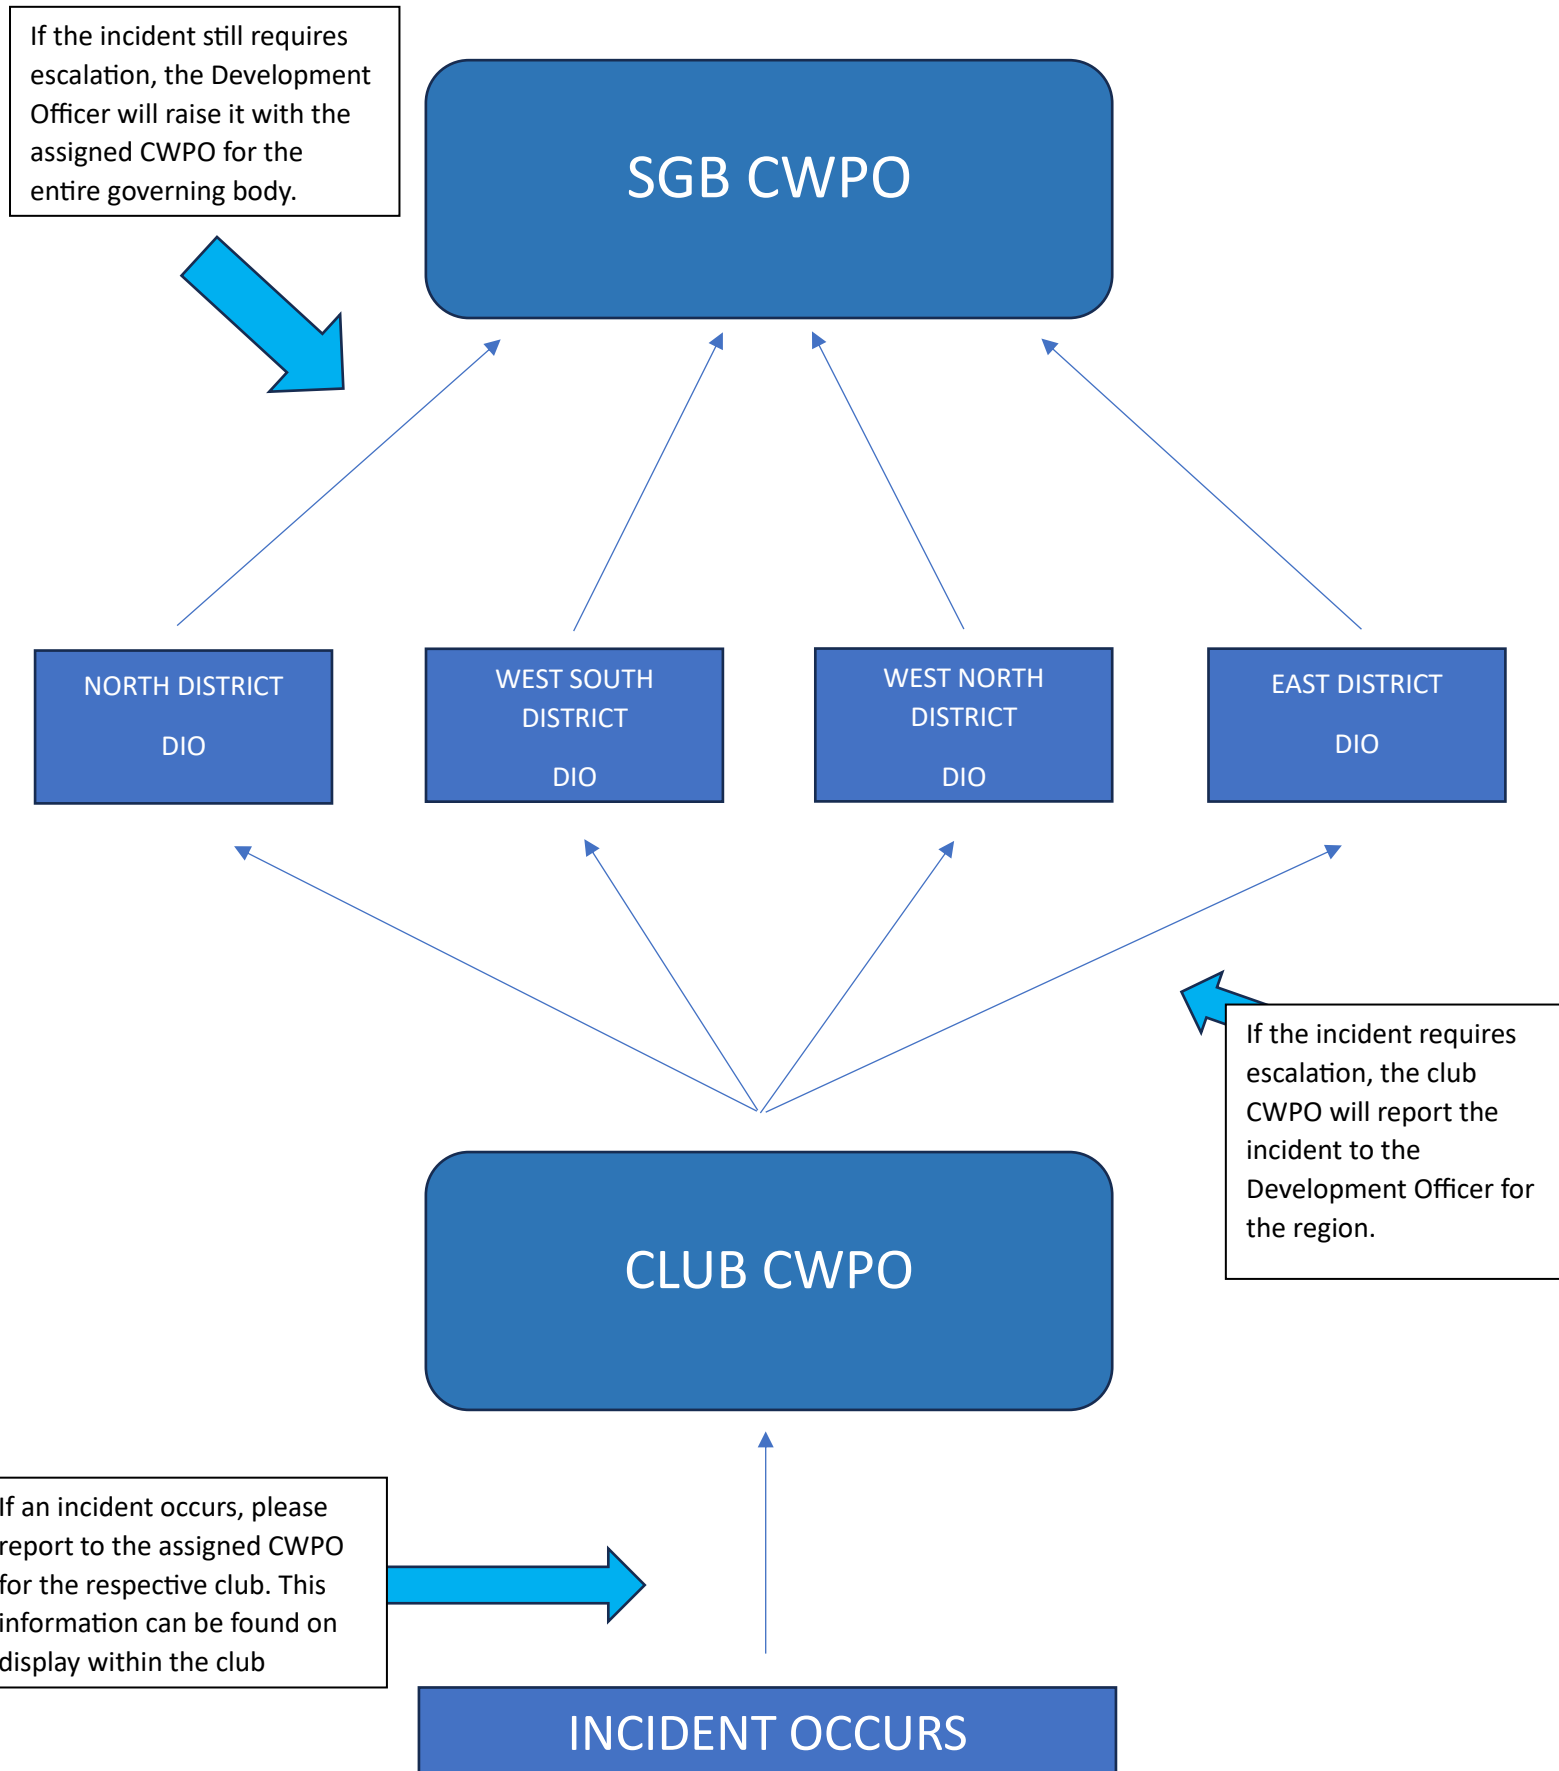 If the incident still requires
escalation, the Development
Officer will raise it with the
assigned CWPO for the
entire governing body.
SGB CWPO
NORTH DISTRICT
DIO
WEST SOUTH
DISTRICT
DIO
WEST NORTH
DISTRICT
DIO
EAST DISTRICT
DIO
If the incident requires
escalation, the club
CWPO will report the
incident to the
Development Officer for
the region.
CLUB CWPO
If an incident occurs, please
report to the assigned CWPO
for the respective club. This
information can be found on
display within the club
INCIDENT OCCURS